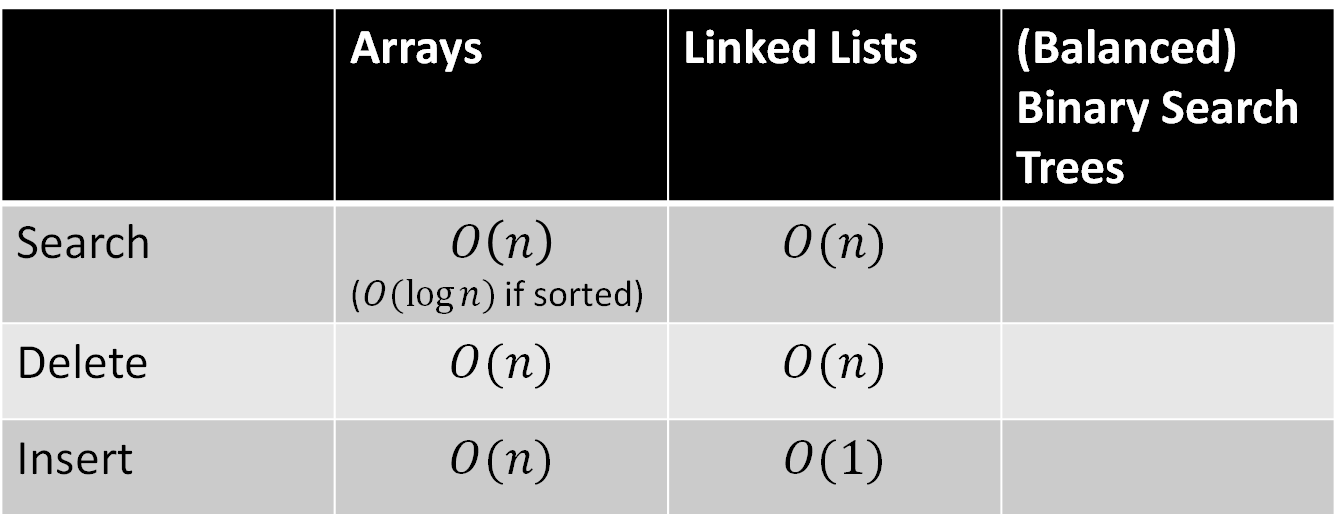 Arrays
Linked Lists
(Balanced)
Binary Search
Trees
Search
O(n)
(O(log n) if sorted)
O(n)
Delete
O(n)
O(n)
Insert
O(n)
O(1)